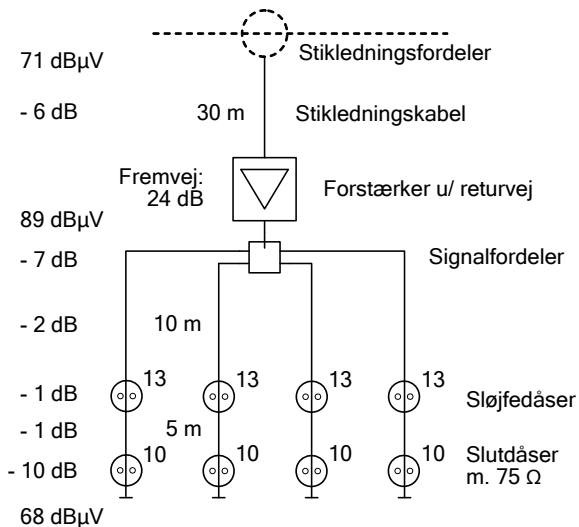 Stikledningsfordeler
71 dBµV
- 6 dB 30 m Stikledningskabel
Fremvej:
24 dB
Forstærker u/ returvej
89 dBµV
- 7 dB Signalfordeler
- 2 dB 10 m
13 13 13 13
- 1 dB Sløjfedåser
- 1 dB 5 m
10 10 10 10 Slutdåser
- 10 dB m. 75 Ω
68 dBµV